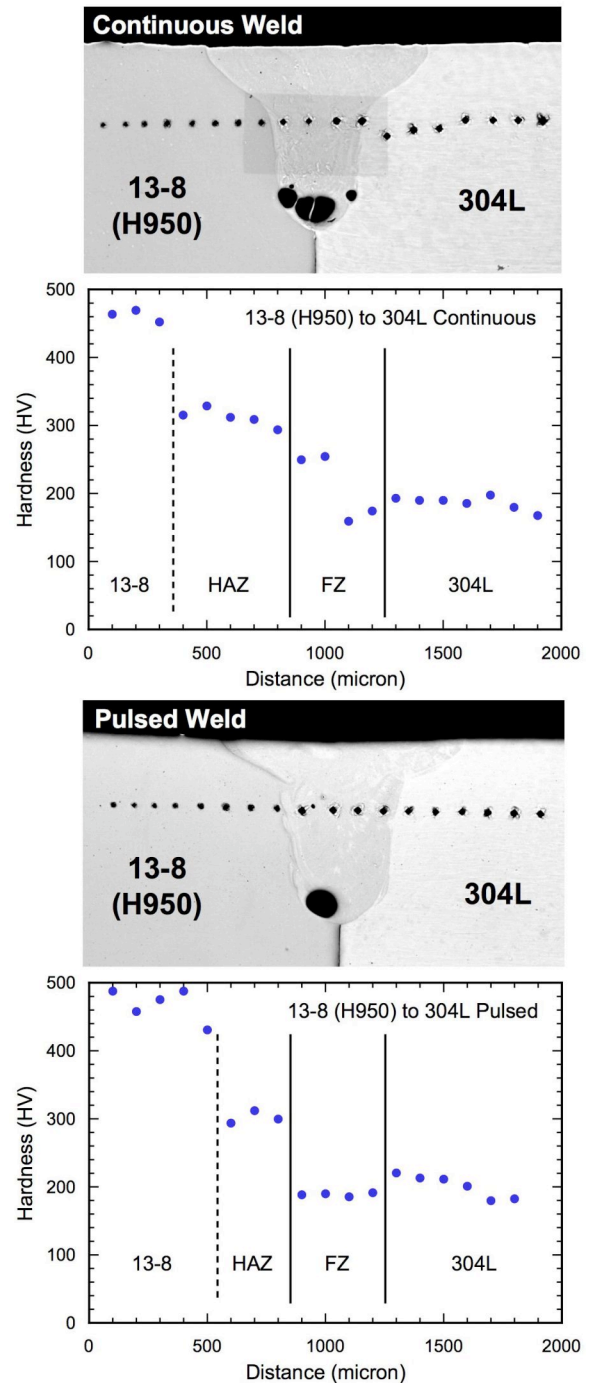 Continuous Weld
13-8
(H950)
304L
500
400
300
200
100
0
Hardness (HV)
13-8 (H950) to 304L Continuous
13-8
HAZ
FZ
304L
0
500
1000
1500
2000
Distance (micron)
Pulsed Weld
13-8
(H950)
304L
500
400
300
200
100
0
Hardness (HV)
13-8 (H950) to 304L Pulsed
13-8
HAZ
FZ
304L
0
500
1000
1500
2000
Distance (micron)